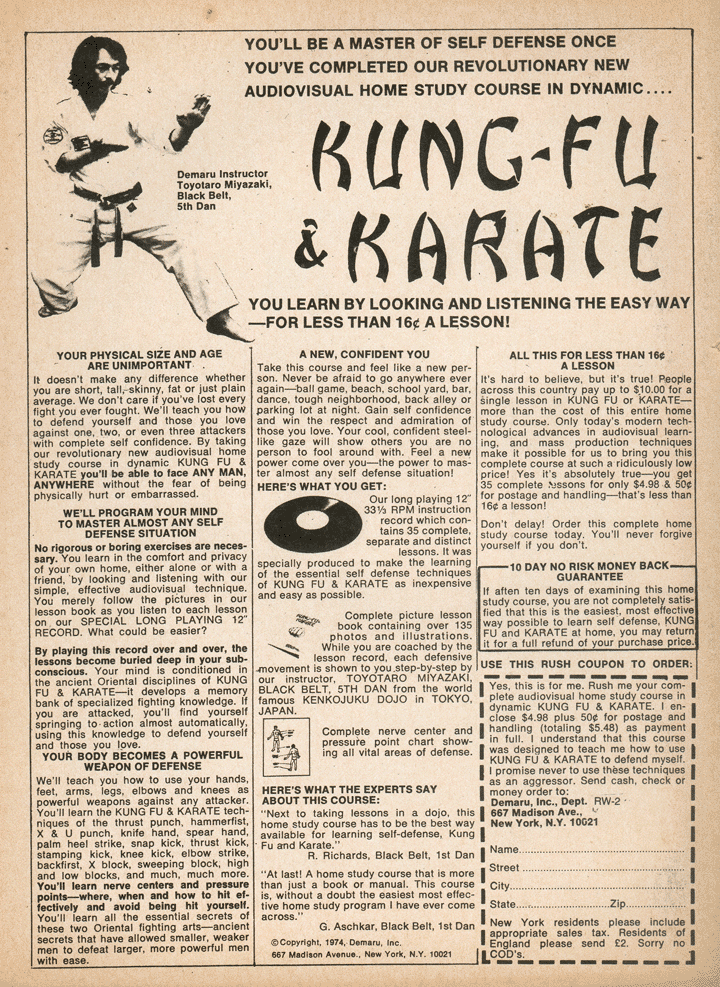 YOU'LL BE A MASTER OF SELF DEFENSE ONCE
YOU'VE COMPLETED OUR REVOLUTIONARY NEW
AUDIOVISUAL HOME STUDY COURSE IN DYNAMIC....
KUNG-FU
& KARATE
Demaru Instructor
Toyotaro Miyazaki,
Black Belt,
5th Dan
YOU LEARN BY LOOKING AND LISTENING THE EASY WAY
—FOR LESS THAN 16¢ A LESSON!
YOUR PHYSICAL SIZE AND AGE
ARE UNIMPORTANT
It doesn't make any difference whether
you are short, tall, skinny, fat or just plain
average. We don't care if you've lost every
fight you ever fought. We'll teach you how
to defend yourself and those you love
against one, two, or even three attackers
with complete self confidence. By taking
our revolutionary new audiovisual home
study course in dynamic KUNG FU &
KARATE you'll be able to face ANY MAN,
ANYWHERE without the fear of being
physically hurt or embarrassed.
WE'LL PROGRAM YOUR MIND
TO MASTER ALMOST ANY SELF
DEFENSE SITUATION
No rigorous or boring exercises are neces-
sary. You learn in the comfort and privacy
of your own home, either alone or with a
friend, by looking and listening with our
simple, effective audiovisual technique.
You merely follow the pictures in our
lesson book as you listen to each lesson
on our SPECIAL LONG PLAYING 12"
RECORD. What could be easier?
By playing this record over and over, the
lessons become buried deep in your sub-
conscious. Your mind is conditioned in
the ancient Oriental disciplines of KUNG
FU & KARATE—it develops a memory
bank of specialized fighting knowledge. If
you are attacked, you'll find yourself
springing to action almost automatically,
using this knowledge to defend yourself
and those you love.
YOUR BODY BECOMES A POWERFUL
WEAPON OF DEFENSE
We'll teach you how to use your hands,
feet, arms, legs, elbows and knees as
powerful weapons against any attacker.
You'll learn the KUNG FU & KARATE tech-
niques of the thrust punch, hammerfist,
X & U punch, knife hand, spear hand,
palm heel strike, snap kick, thrust kick,
stamping kick, knee kick, elbow strike,
backfirst, X block, sweeping block, high
and low blocks, and much, much more.
You'll learn nerve centers and pressure
points—where, when and how to hit ef-
fectively and avoid being hit yourself.
You'll learn all the essential secrets of
these two Oriental fighting arts—ancient
secrets that have allowed smaller, weaker
men to defeat larger, more powerful men
with ease.
A NEW, CONFIDENT YOU
Take this course and feel like a new per-
son. Never be afraid to go anywhere ever
again—ball game, beach, school yard, bar,
dance, tough neighborhood, back alley or
parking lot at night. Gain self confidence
and win the respect and admiration of
those you love. Your cool, confident steel-
like gaze will show others you are no
person to fool around with. Feel a new
power come over you—the power to mas-
ter almost any self defense situation!
HERE'S WHAT YOU GET:
Our long playing 12"
33⅓ RPM instruction
record which con-
tains 35 complete,
separate and distinct
lessons. It was
specially produced to make the learning
of the essential self defense techniques
of KUNG FU & KARATE as inexpensive
and easy as possible.
Complete picture lesson
book containing over 135
photos and illustrations.
While you are coached by the
lesson record, each defensive
movement is shown to you step-by-step by
our instructor, TOYOTARO MIYAZAKI,
BLACK BELT, 5TH DAN from the world
famous KENKOJUKU DOJO in TOKYO,
JAPAN.
Complete nerve center and
pressure point chart show-
ing all vital areas of defense.
HERE'S WHAT THE EXPERTS SAY
ABOUT THIS COURSE:
"Next to taking lessons in a dojo, this
home study course has to be the best way
available for learning self-defense, Kung
Fu and Karate."
R. Richards, Black Belt, 1st Dan
"At last! A home study course that is more
than just a book or manual. This course
is, without a doubt the easiest most effec-
tive home study program I have ever come
across."
G. Aschkar, Black Belt, 1st Dan
©Copyright, 1974, Demaru, Inc.
667 Madison Avenue., New York, N.Y. 10021
ALL THIS FOR LESS THAN 16¢
A LESSON
It's hard to believe, but it's true! People
across this country pay up to $10.00 for a
single lesson in KUNG FU or KARATE—
more than the cost of this entire home
study course. Only today's modern tech-
nological advances in audiovisual learn-
ing, and mass production techniques
make it possible for us to bring you this
complete course at such a ridiculously low
price! Yes it's absolutely true—you get
35 complete lessons for only $4.98 & 50¢
for postage and handling—that's less than
16¢ a lesson!
Don't delay! Order this complete home
study course today. You'll never forgive
yourself if you don't.
10 DAY NO RISK MONEY BACK
GUARANTEE
If aften ten days of examining this home
study course, you are not completely satis-
fied that this is the easiest, most effective
way possible to learn self defense, KUNG
FU and KARATE at home, you may return
it for a full refund of your purchase price.
USE THIS RUSH COUPON TO ORDER:
Yes, this is for me. Rush me your com-
plete audiovisual home study course in
dynamic KUNG FU & KARATE. I en-
close $4.98 plus 50¢ for postage and
handling (totaling $5.48) as payment
in full. I understand that this course
was designed to teach me how to use
KUNG FU & KARATE to defend myself.
I promise never to use these techniques
as an aggressor. Send cash, check or
money order to:
Demaru, Inc., Dept. RW-2
667 Madison Ave.,
New York, N.Y. 10021
Name
Street
City
State Zip
New York residents please include
appropriate sales tax. Residents of
England please send £2. Sorry no
COD's.